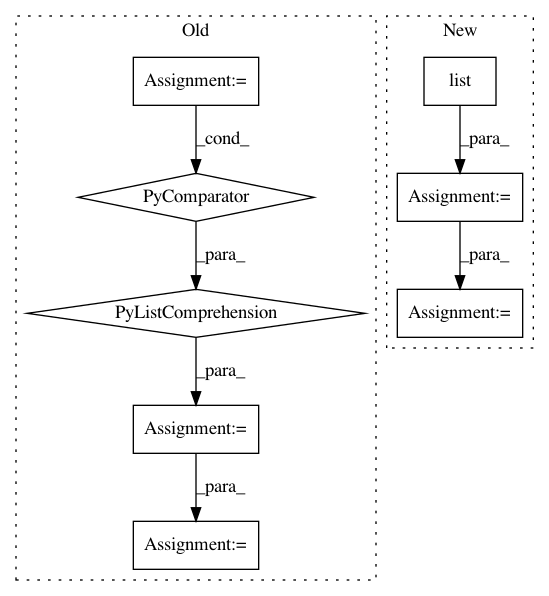 Old
Assignment:=
_cond_
PyComparator
_para_
PyListComprehension
_para_
Assignment:=
_para_
Assignment:=
New
list
_para_
Assignment:=
_para_
Assignment:=